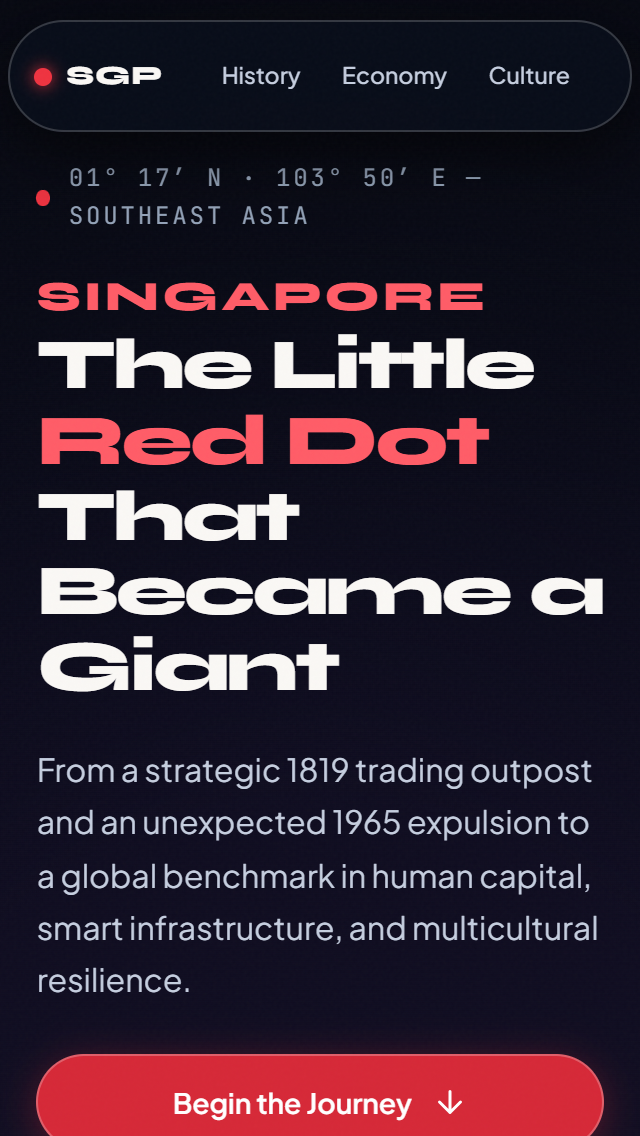 SGP History Economy Culture
01° 17′ N · 103° 50′ E —
SOUTHEAST ASIA
SINGAPORE
The Little
Red Dot
That
Became a
Giant
From a strategic 1819 trading outpost
and an unexpected 1965 expulsion to
a global benchmark in human capital,
smart infrastructure, and multicultural
resilience.
Begin the Journey ↓